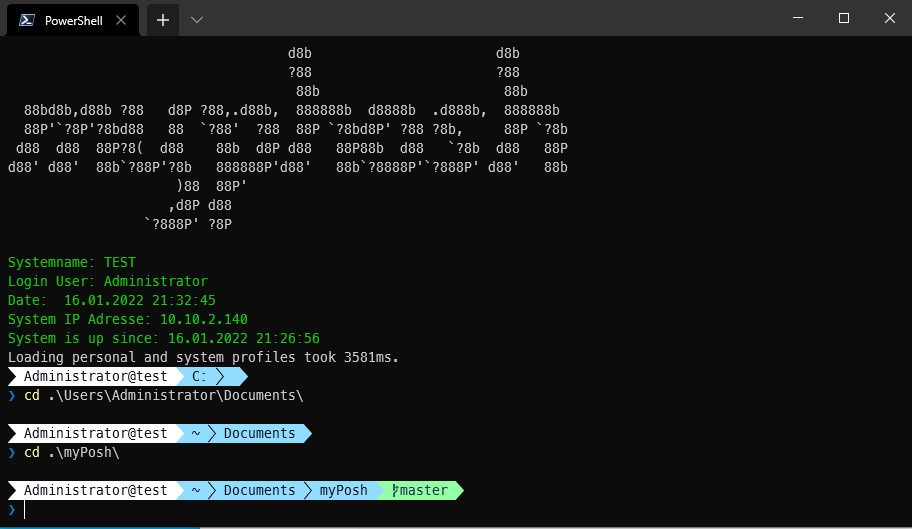 PowerShell
                                   d8b                       d8b
                                   ?88                       ?88
                                    88b                       88b
  88bd8b,d88b ?88   d8P ?88,.d88b,  888888b  d8888b  .d888b,  888888b
  88P'`?8P'?8bd88   88  `?88'  ?88  88P `?8bd8P' ?88 ?8b,     88P `?8b
 d88  d88  88P?8(  d88    88b  d8P d88   88P88b  d88   `?8b  d88   88P
d88' d88'  88b`?88P'?8b   888888P'd88'   88b`?8888P'`?888P' d88'   88b
                     )88  88P'
                    ,d8P d88
                 `?888P' ?8P
Systemname: TEST
Login User: Administrator
Date:  16.01.2022 21:32:45
System IP Adresse: 10.10.2.140
System is up since: 16.01.2022 21:26:56
Loading personal and system profiles took 3581ms.
Administrator@test C:
❯ cd .\Users\Administrator\Documents\
Administrator@test ~ Documents
❯ cd .\myPosh\
Administrator@test ~ Documents myPosh master
❯